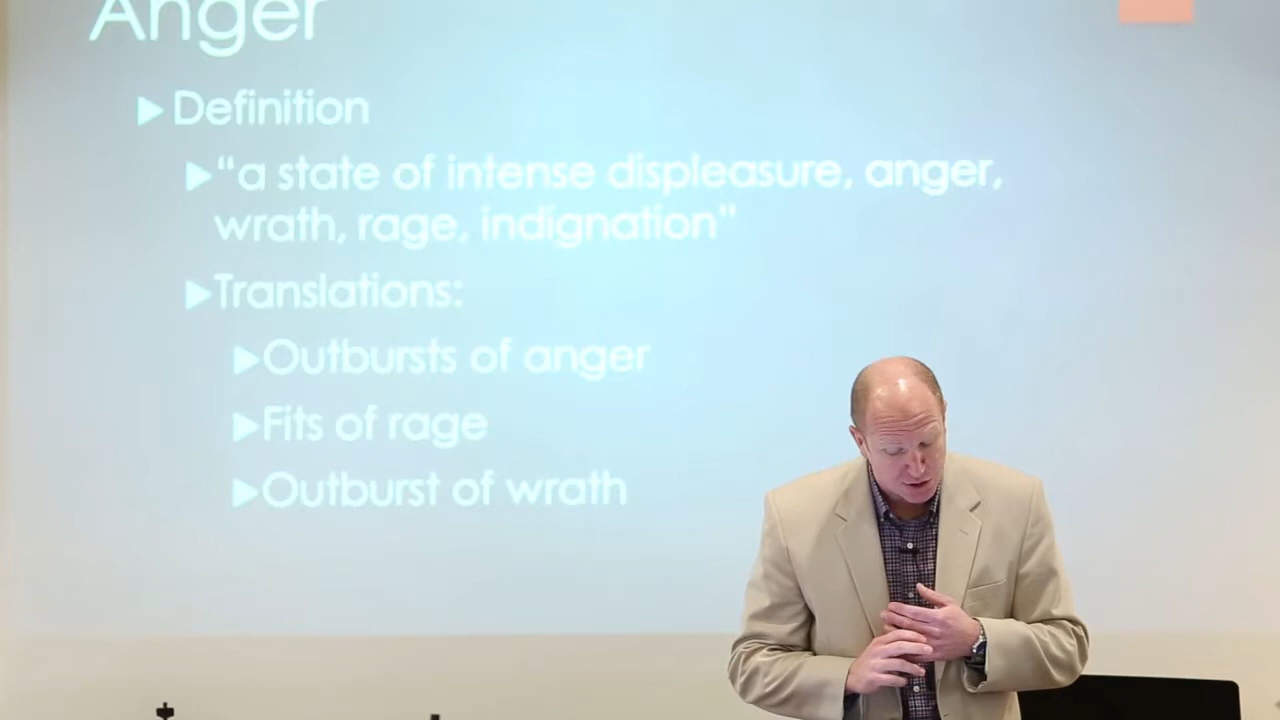 Anger
Definition
“a state of intense displeasure, anger,
wrath, rage, indignation”
Translations:
Outbursts of anger
Fits of rage
Outburst of wrath